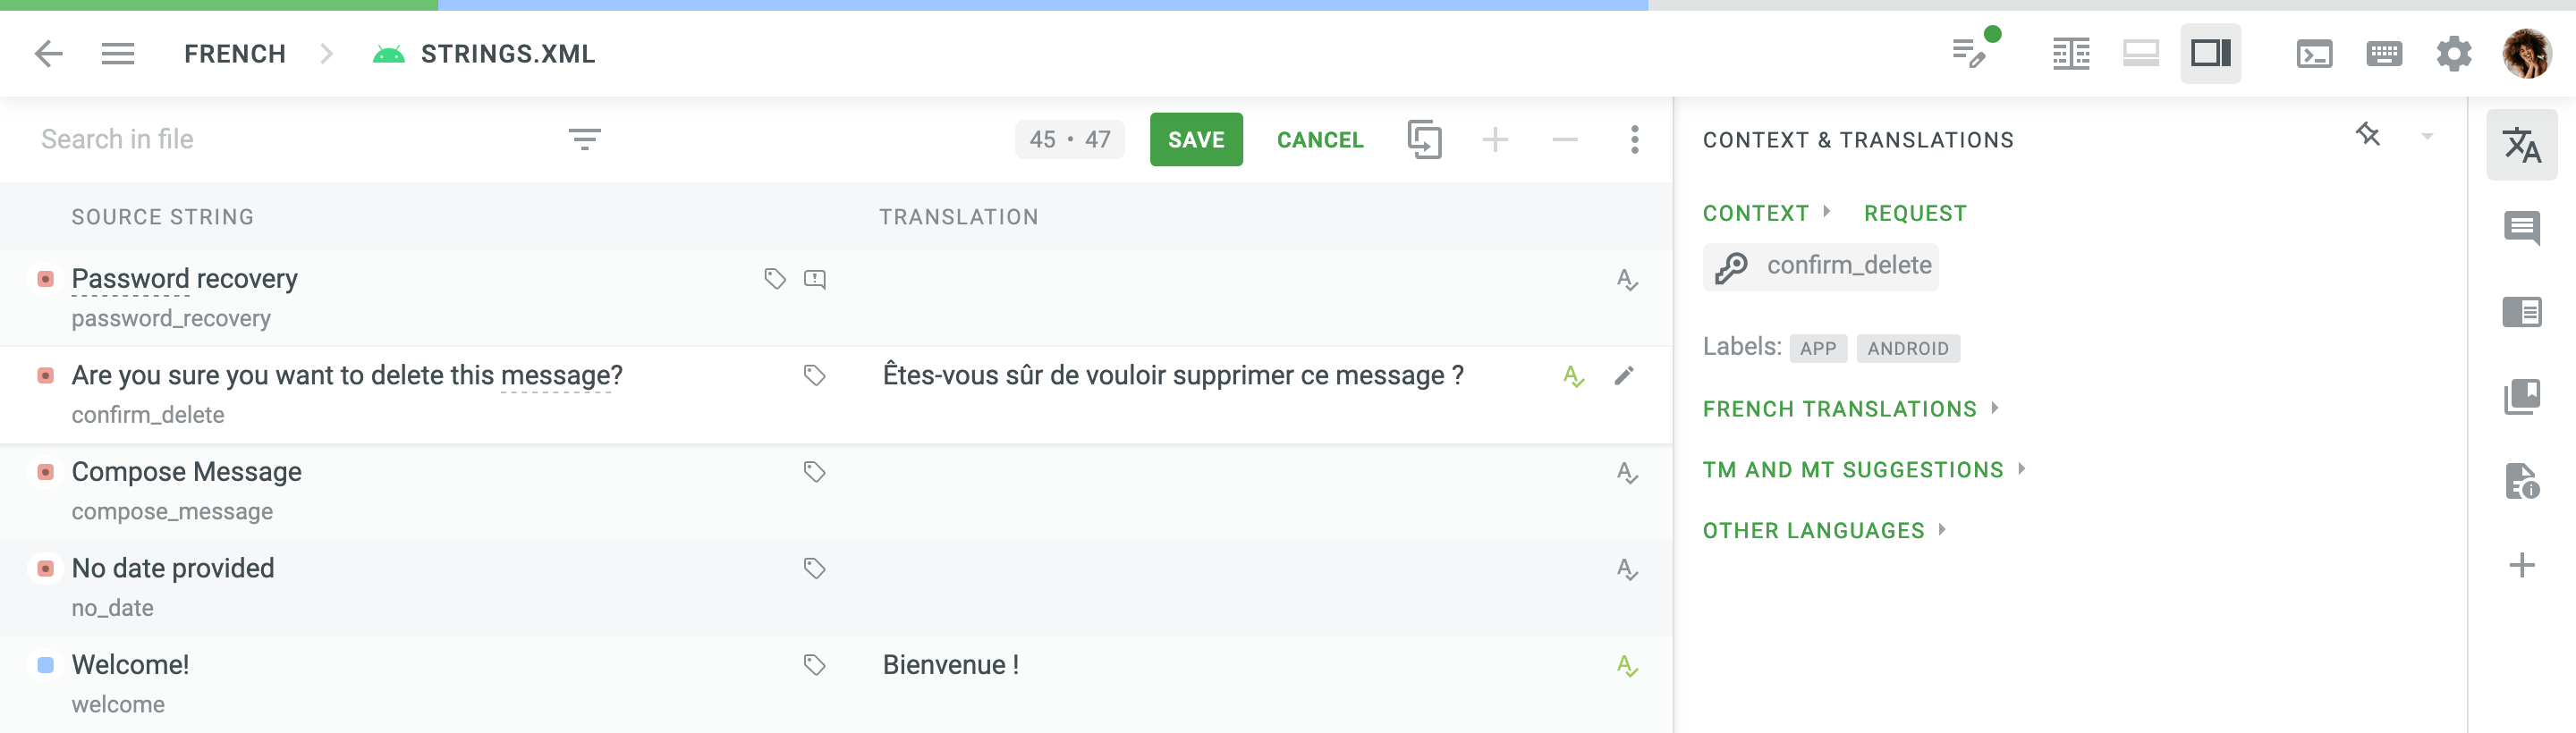 FRENCH
STRINGS.XML
Search in file
45 • 47
SAVE
CANCEL
SOURCE STRING
TRANSLATION
Password recovery
password_recovery
Are you sure you want to delete this message?
Êtes-vous sûr de vouloir supprimer ce message ?
confirm_delete
Compose Message
compose_message
No date provided
no_date
Welcome!
Bienvenue !
welcome
CONTEXT & TRANSLATIONS
CONTEXT
REQUEST
confirm_delete
Labels: APP ANDROID
FRENCH TRANSLATIONS
TM AND MT SUGGESTIONS
OTHER LANGUAGES